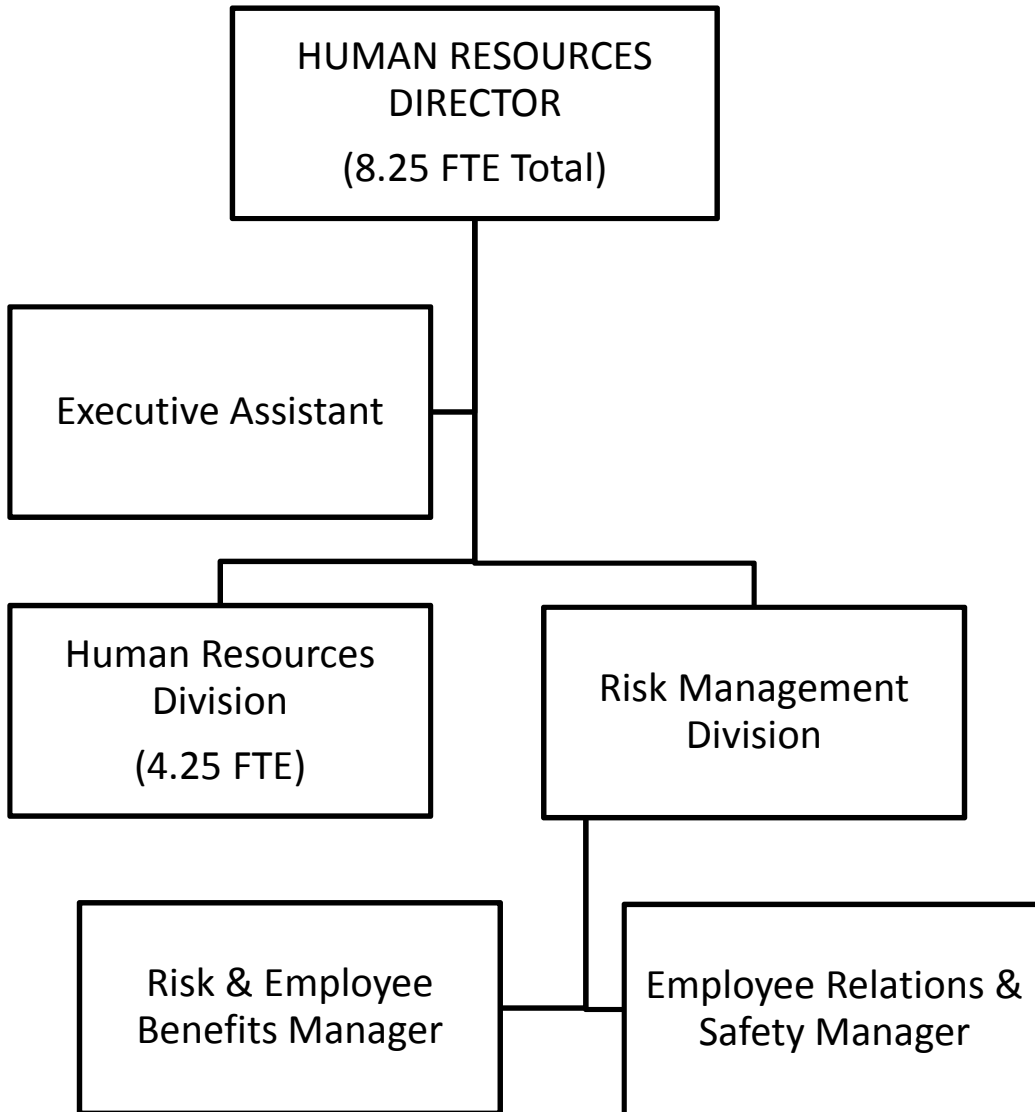 HUMAN RESOURCES
DIRECTOR
(8.25 FTE Total)
Executive Assistant
Human Resources
Division
(4.25 FTE)
Risk Management
Division
Risk & Employee
Benefits Manager
Employee Relations &
Safety Manager